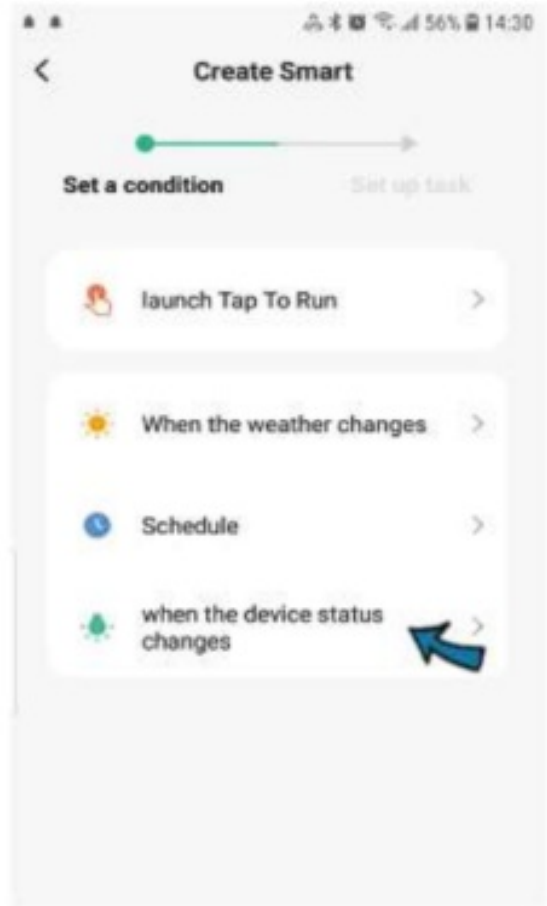 56% 14:30
Create Smart
Set a condition Set up task
launch Tap To Run
When the weather changes
Schedule
when the device status
changes